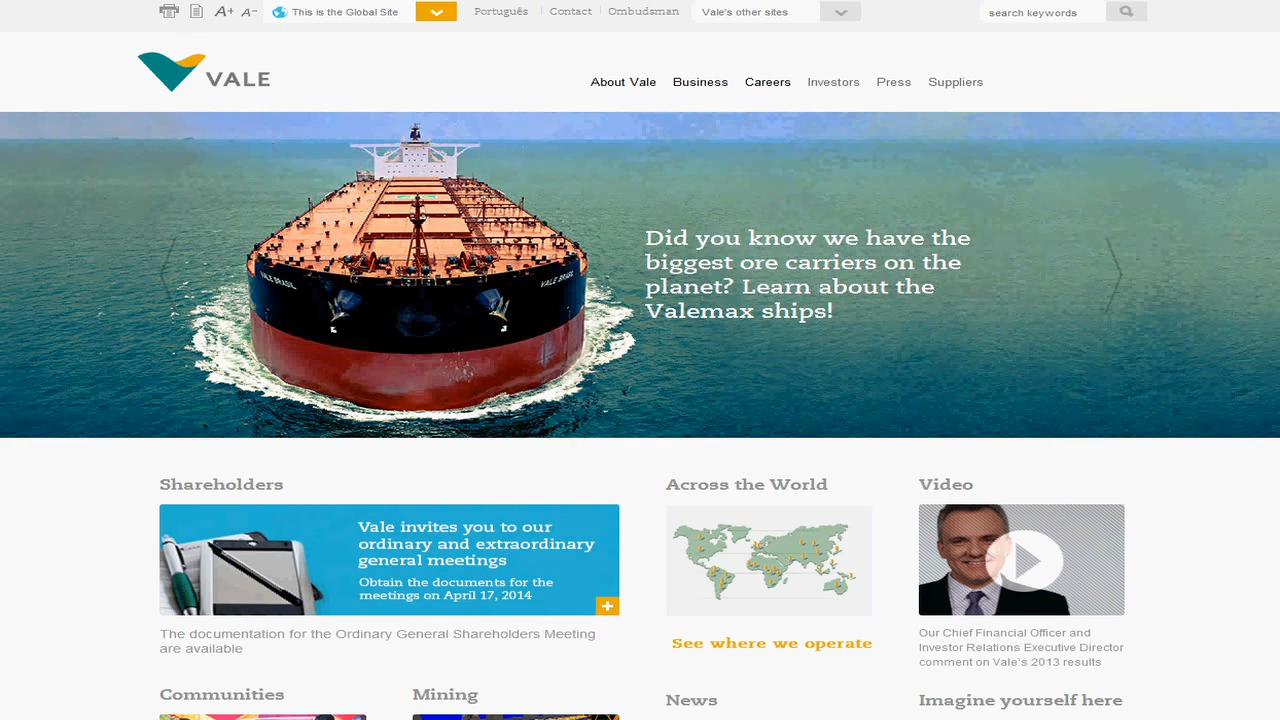 A+ A- This is the Global Site Português Contact Ombudsman Vale's other sites search keywords
VALE
About Vale Business Careers Investors Press Suppliers
Did you know we have the
biggest ore carriers on the
planet? Learn about the
Valemax ships!
VALE BRASIL VALE BRASIL
Shareholders
Vale invites you to our
ordinary and extraordinary
general meetings
Obtain the documents for the
meetings on April 17, 2014
The documentation for the Ordinary General Shareholders Meeting
are available
Across the World
See where we operate
Video
Our Chief Financial Officer and
Investor Relations Executive Director
comment on Vale's 2013 results
Communities
Mining
News
Imagine yourself here